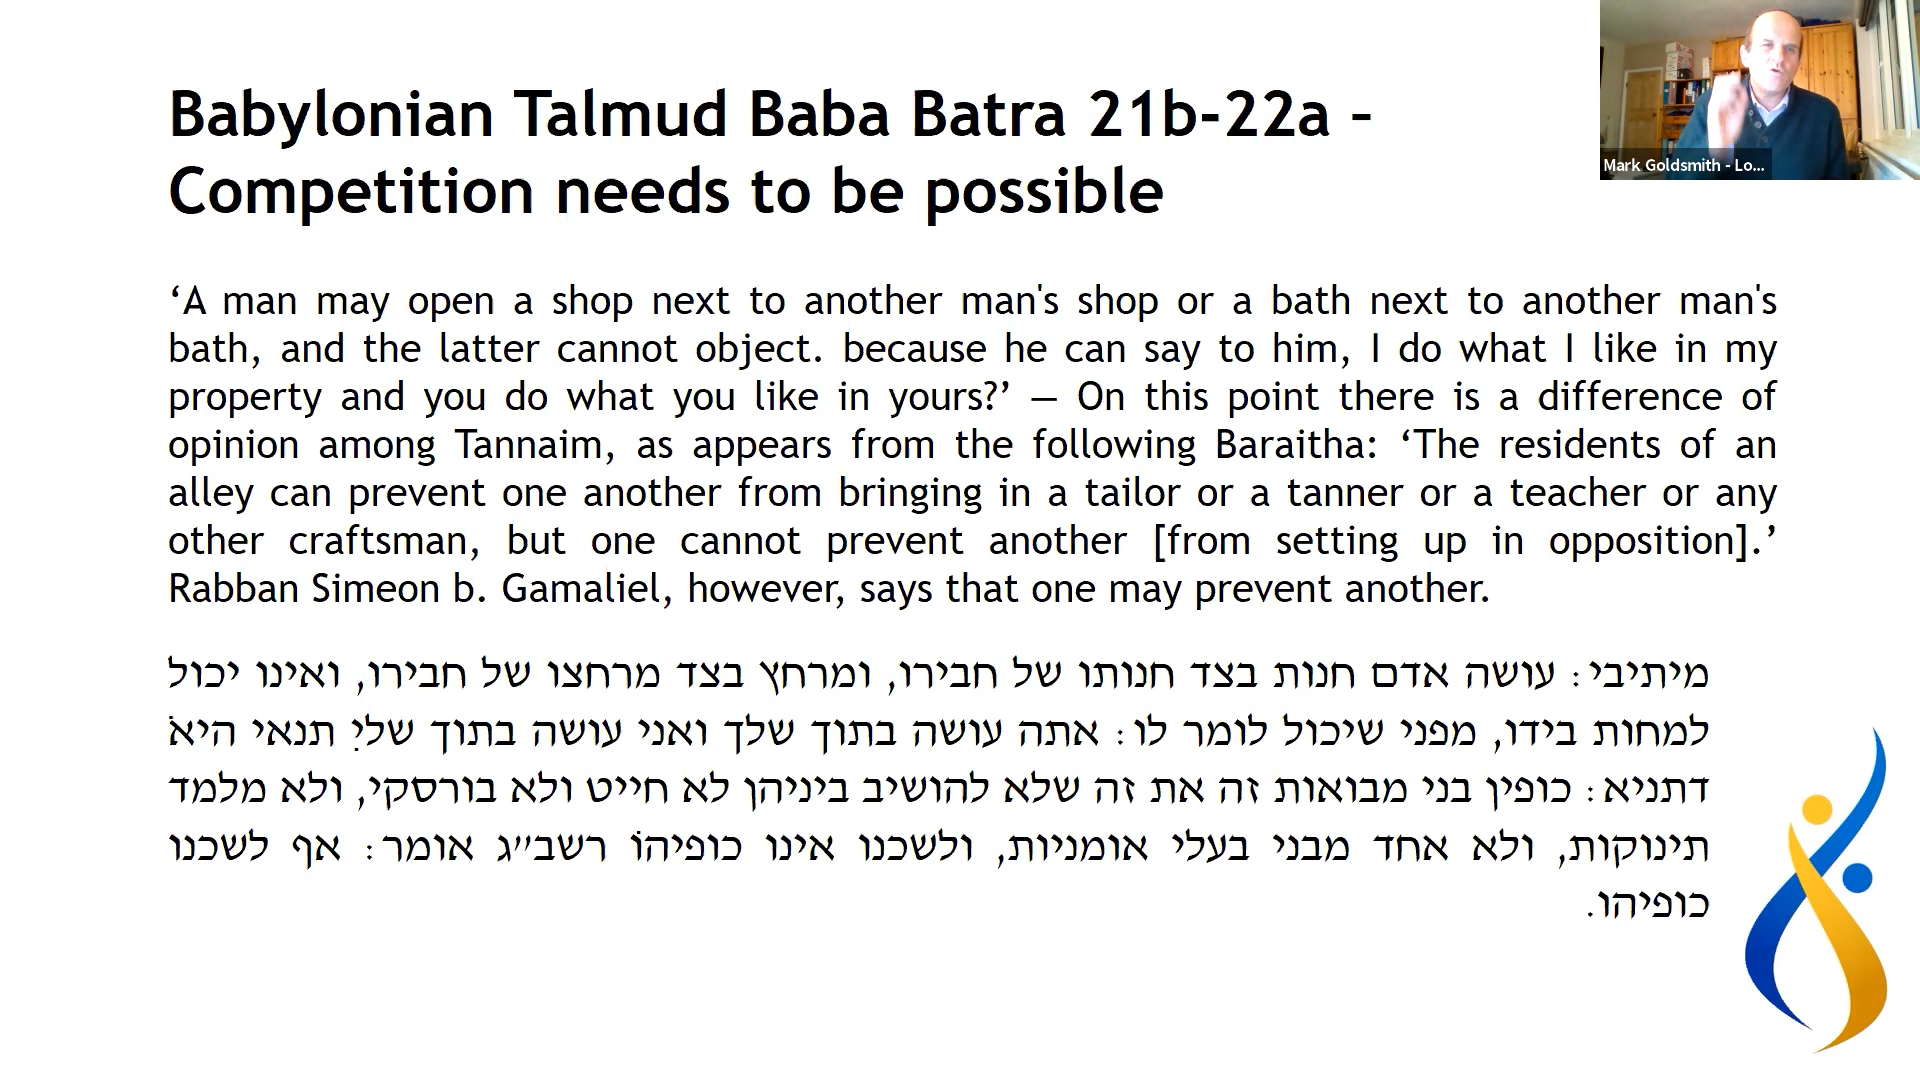 Babylonian Talmud Baba Batra 21b-22a –
Competition needs to be possible
Mark Goldsmith - Lo...
‘A man may open a shop next to another man's shop or a bath next to another man's
bath, and the latter cannot object. because he can say to him, I do what I like in my
property and you do what you like in yours?’ — On this point there is a difference of
opinion among Tannaim, as appears from the following Baraitha: ‘The residents of an
alley can prevent one another from bringing in a tailor or a tanner or a teacher or any
other craftsman, but one cannot prevent another [from setting up in opposition].’
Rabban Simeon b. Gamaliel, however, says that one may prevent another.
מיתיבי: עושה אדם חנות בצד חנותו של חבירו, ומרחץ בצד מרחצו של חבירו, ואינו יכול
למחות בידו, מפני שיכול לומר לו: אתה עושה בתוך שלך ואני עושה בתוך שליִ תנאי היאֹ
דתניא: כופין בני מבואות זה את זה שלא להושיב ביניהן לא חייט ולא בורסקי, ולא מלמד
תינוקות, ולא אחד מבני בעלי אומניות, ולשכנו אינו כופיהוֹ רשב״ג אומר: אף לשכנו
כופיהו.